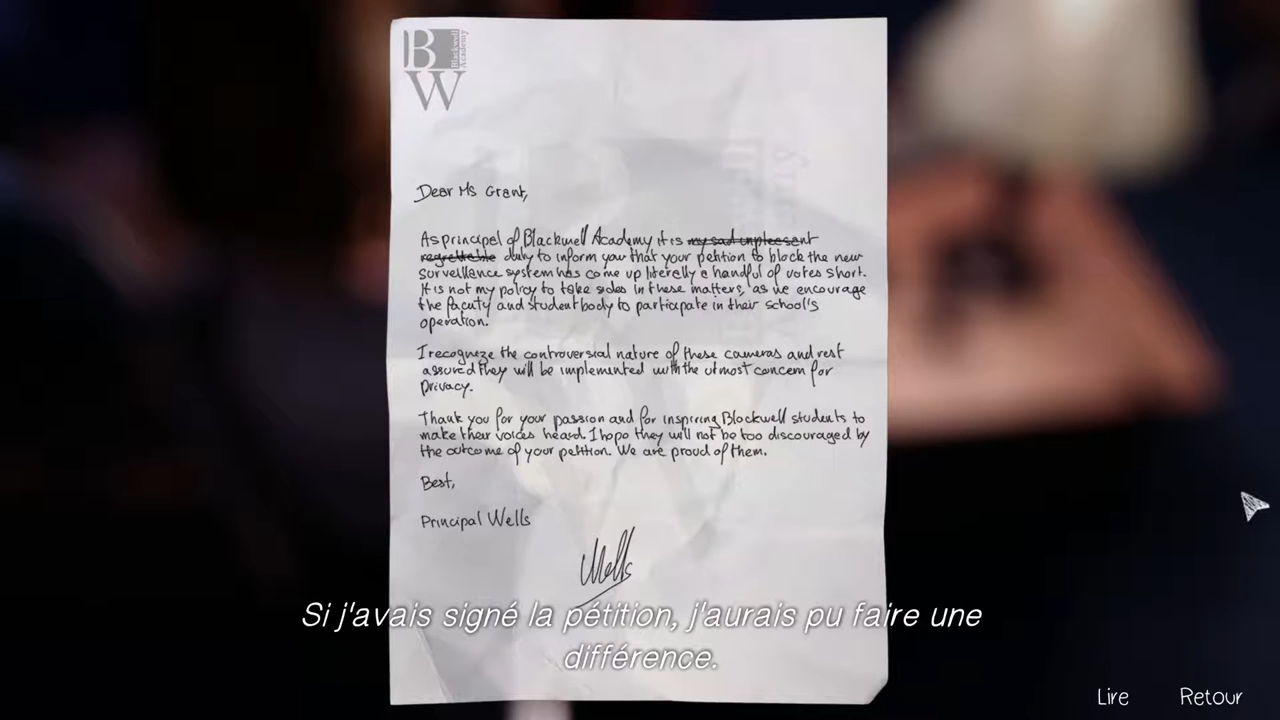 B
Blackwell
Academy
W
Dear Ms Grant,
As principel of Blackwell Academy it is my sad unpleesent
regrettable duty to inform you that your petition to block the new
surveillance system has come up literelly a handful of votes short.
It is not my policy to take sides in these matters, as we encourage
the facuty and student body to participate in their school's
operation.
I recogneze the controversial nature of these cameras and rest
assured they will be implemented with the utmost concern for
privacy.
Thank you for your passion and for inspiring Blackwell students to
make their voices heard. I hope they will not be too discouraged by
the outcome of your petition. We are proud of them.
Best,
Principal Wells
Wells
Si j'avais signé la pétition, j'aurais pu faire une
différence.
Lire Retour